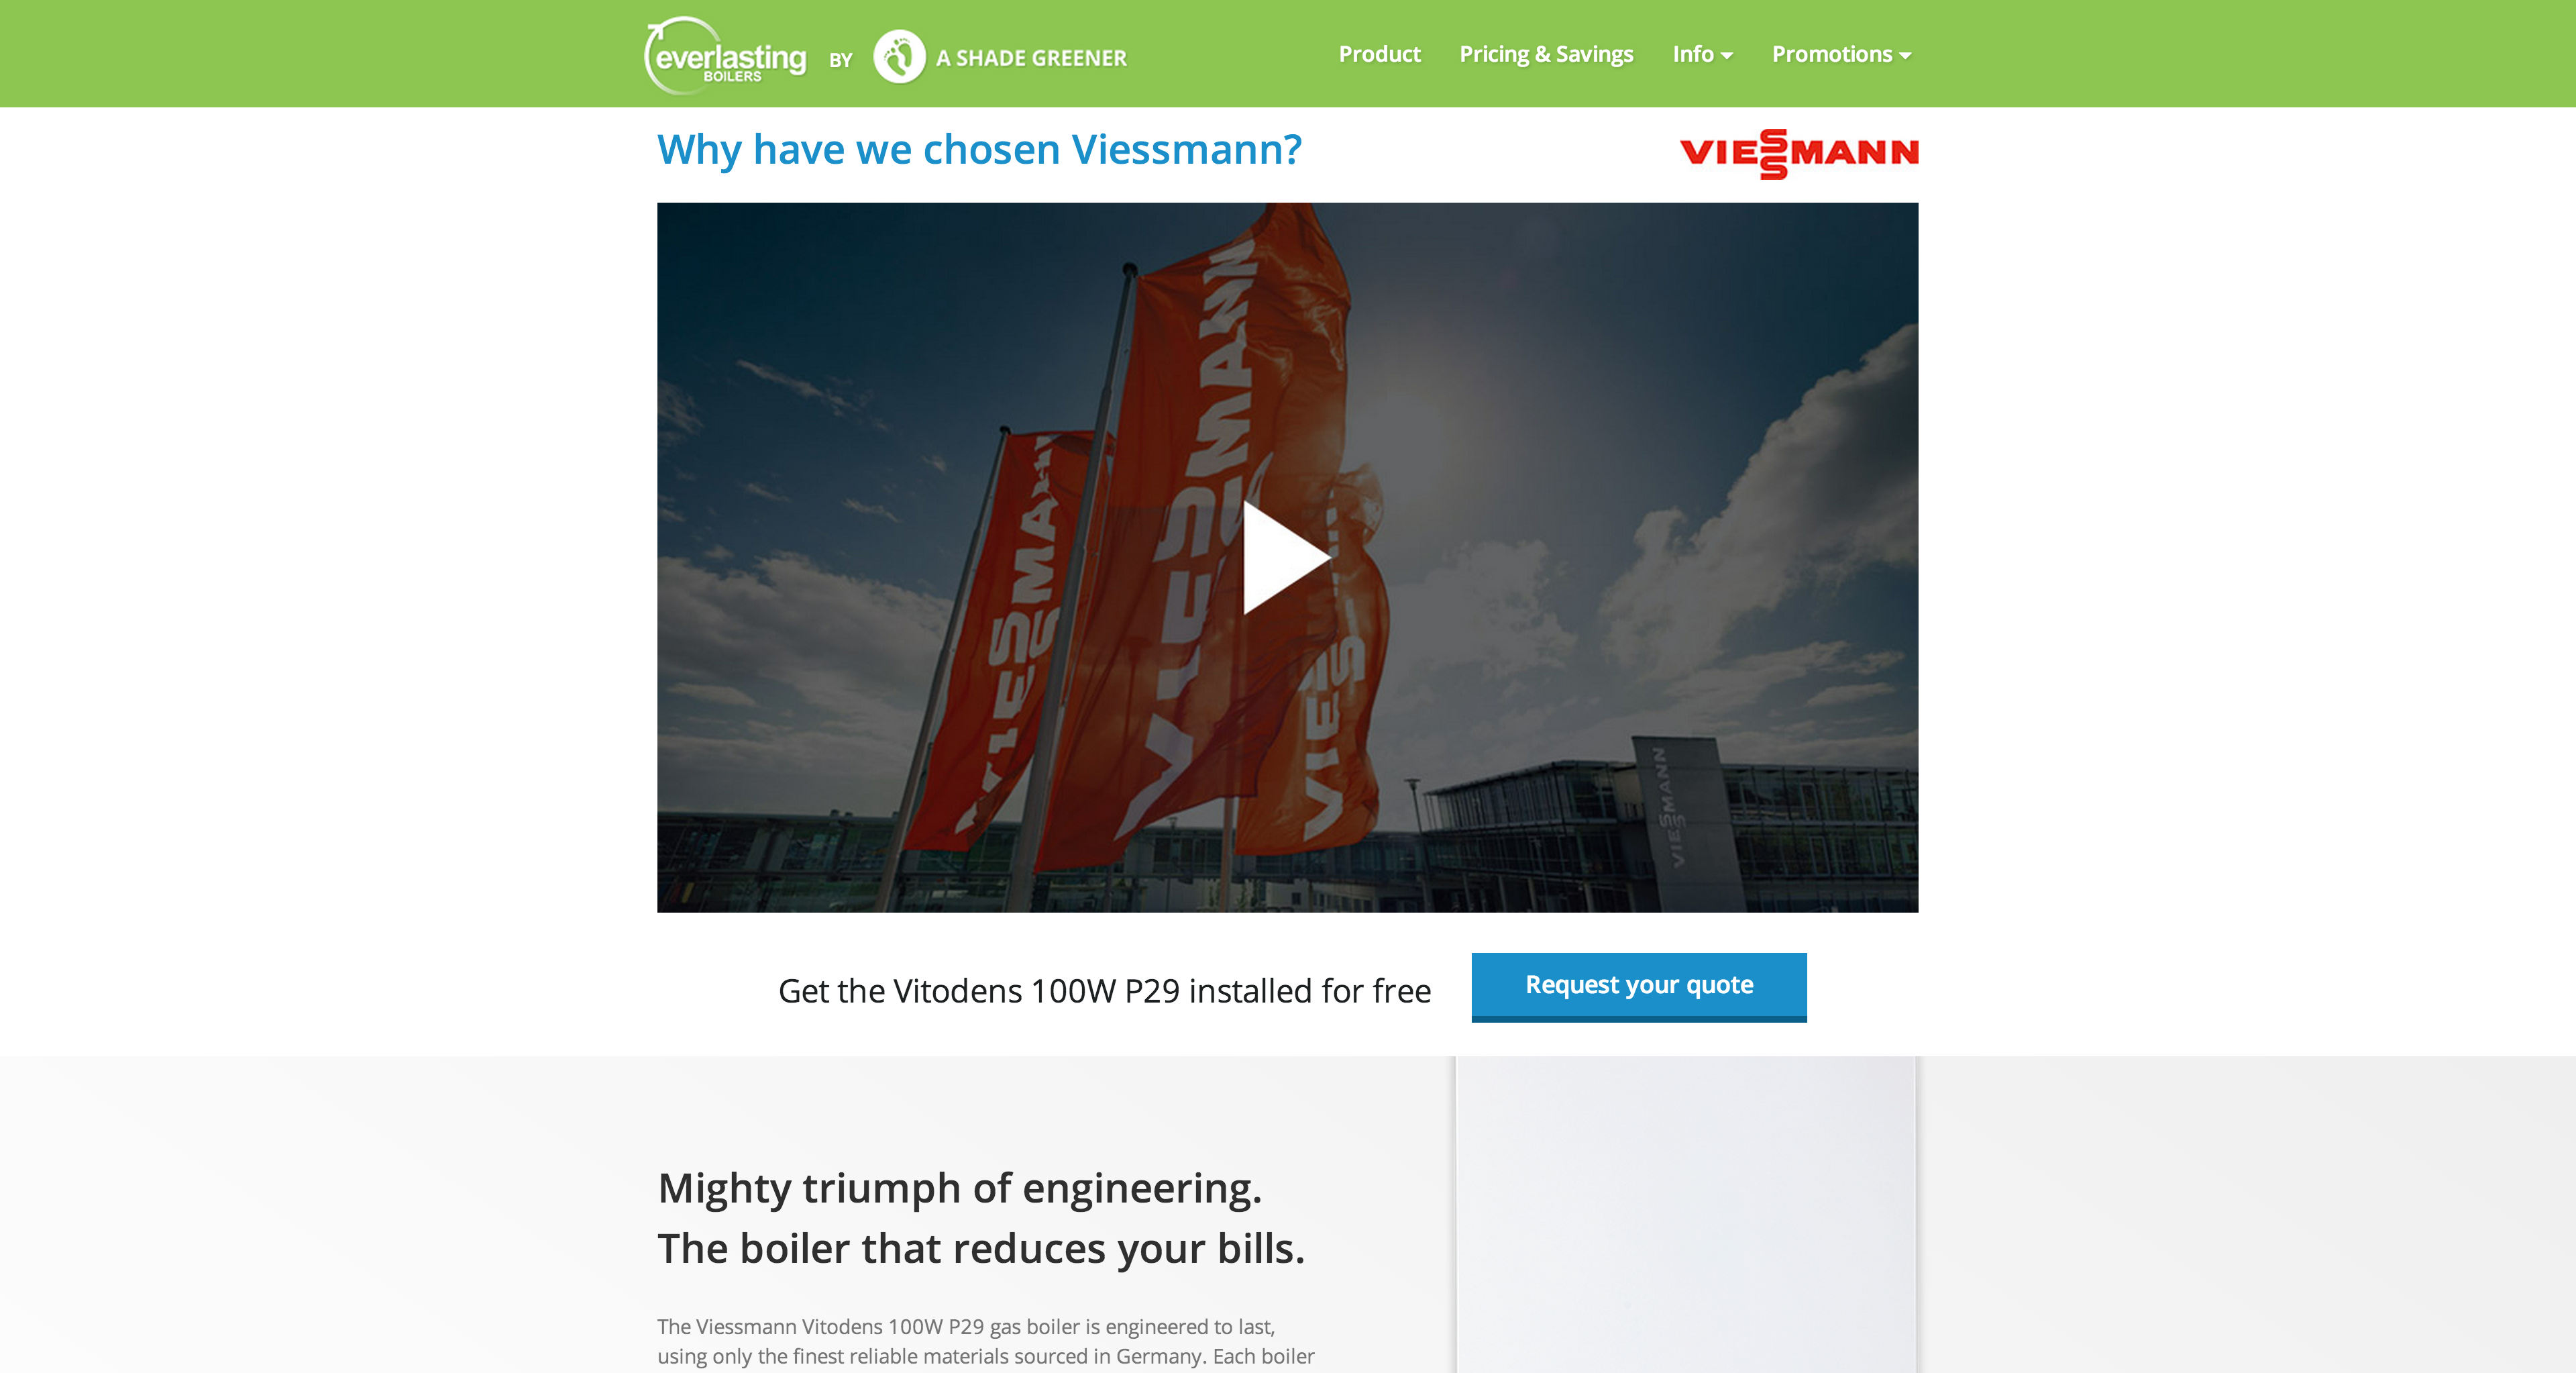 everlasting
BOILERS
BY
A SHADE GREENER
Product
Pricing & Savings
Info
Promotions
Why have we chosen Viessmann?
VIESSMANN
VIESSMANN
VIESSMANN
VIESSMANN
Get the Vitodens 100W P29 installed for free
Request your quote
Mighty triumph of engineering.
The boiler that reduces your bills.
The Viessmann Vitodens 100W P29 gas boiler is engineered to last,
using only the finest reliable materials sourced in Germany. Each boiler